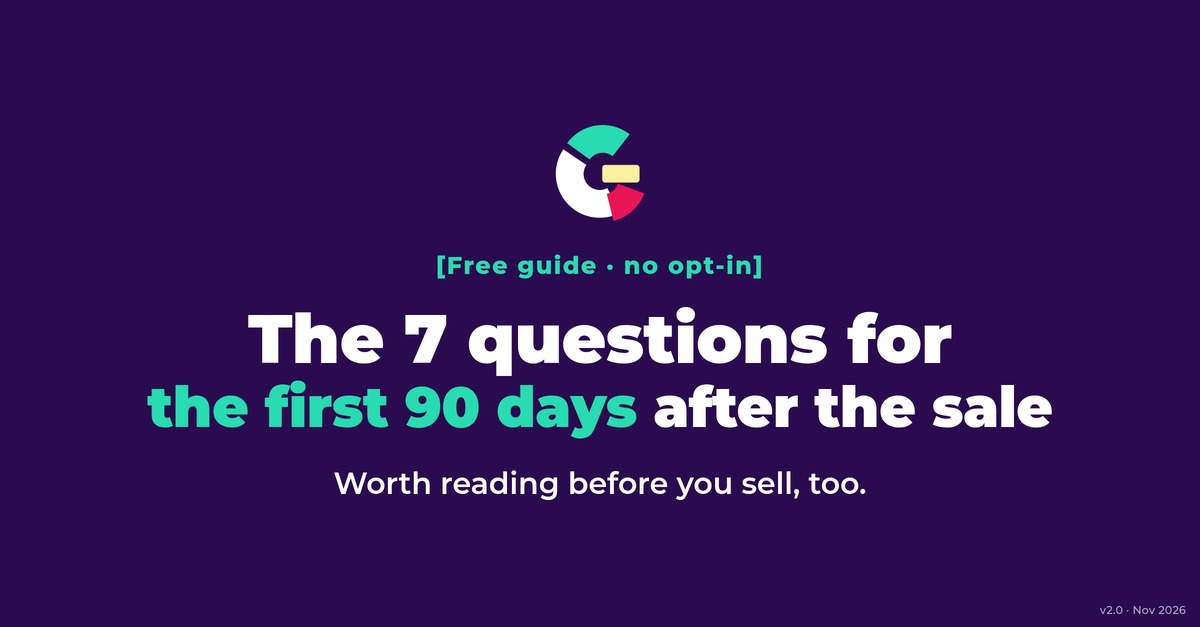 [Free guide · no opt-in]
The 7 questions for
the first 90 days after the sale
Worth reading before you sell, too.
v2.0 · Nov 2026